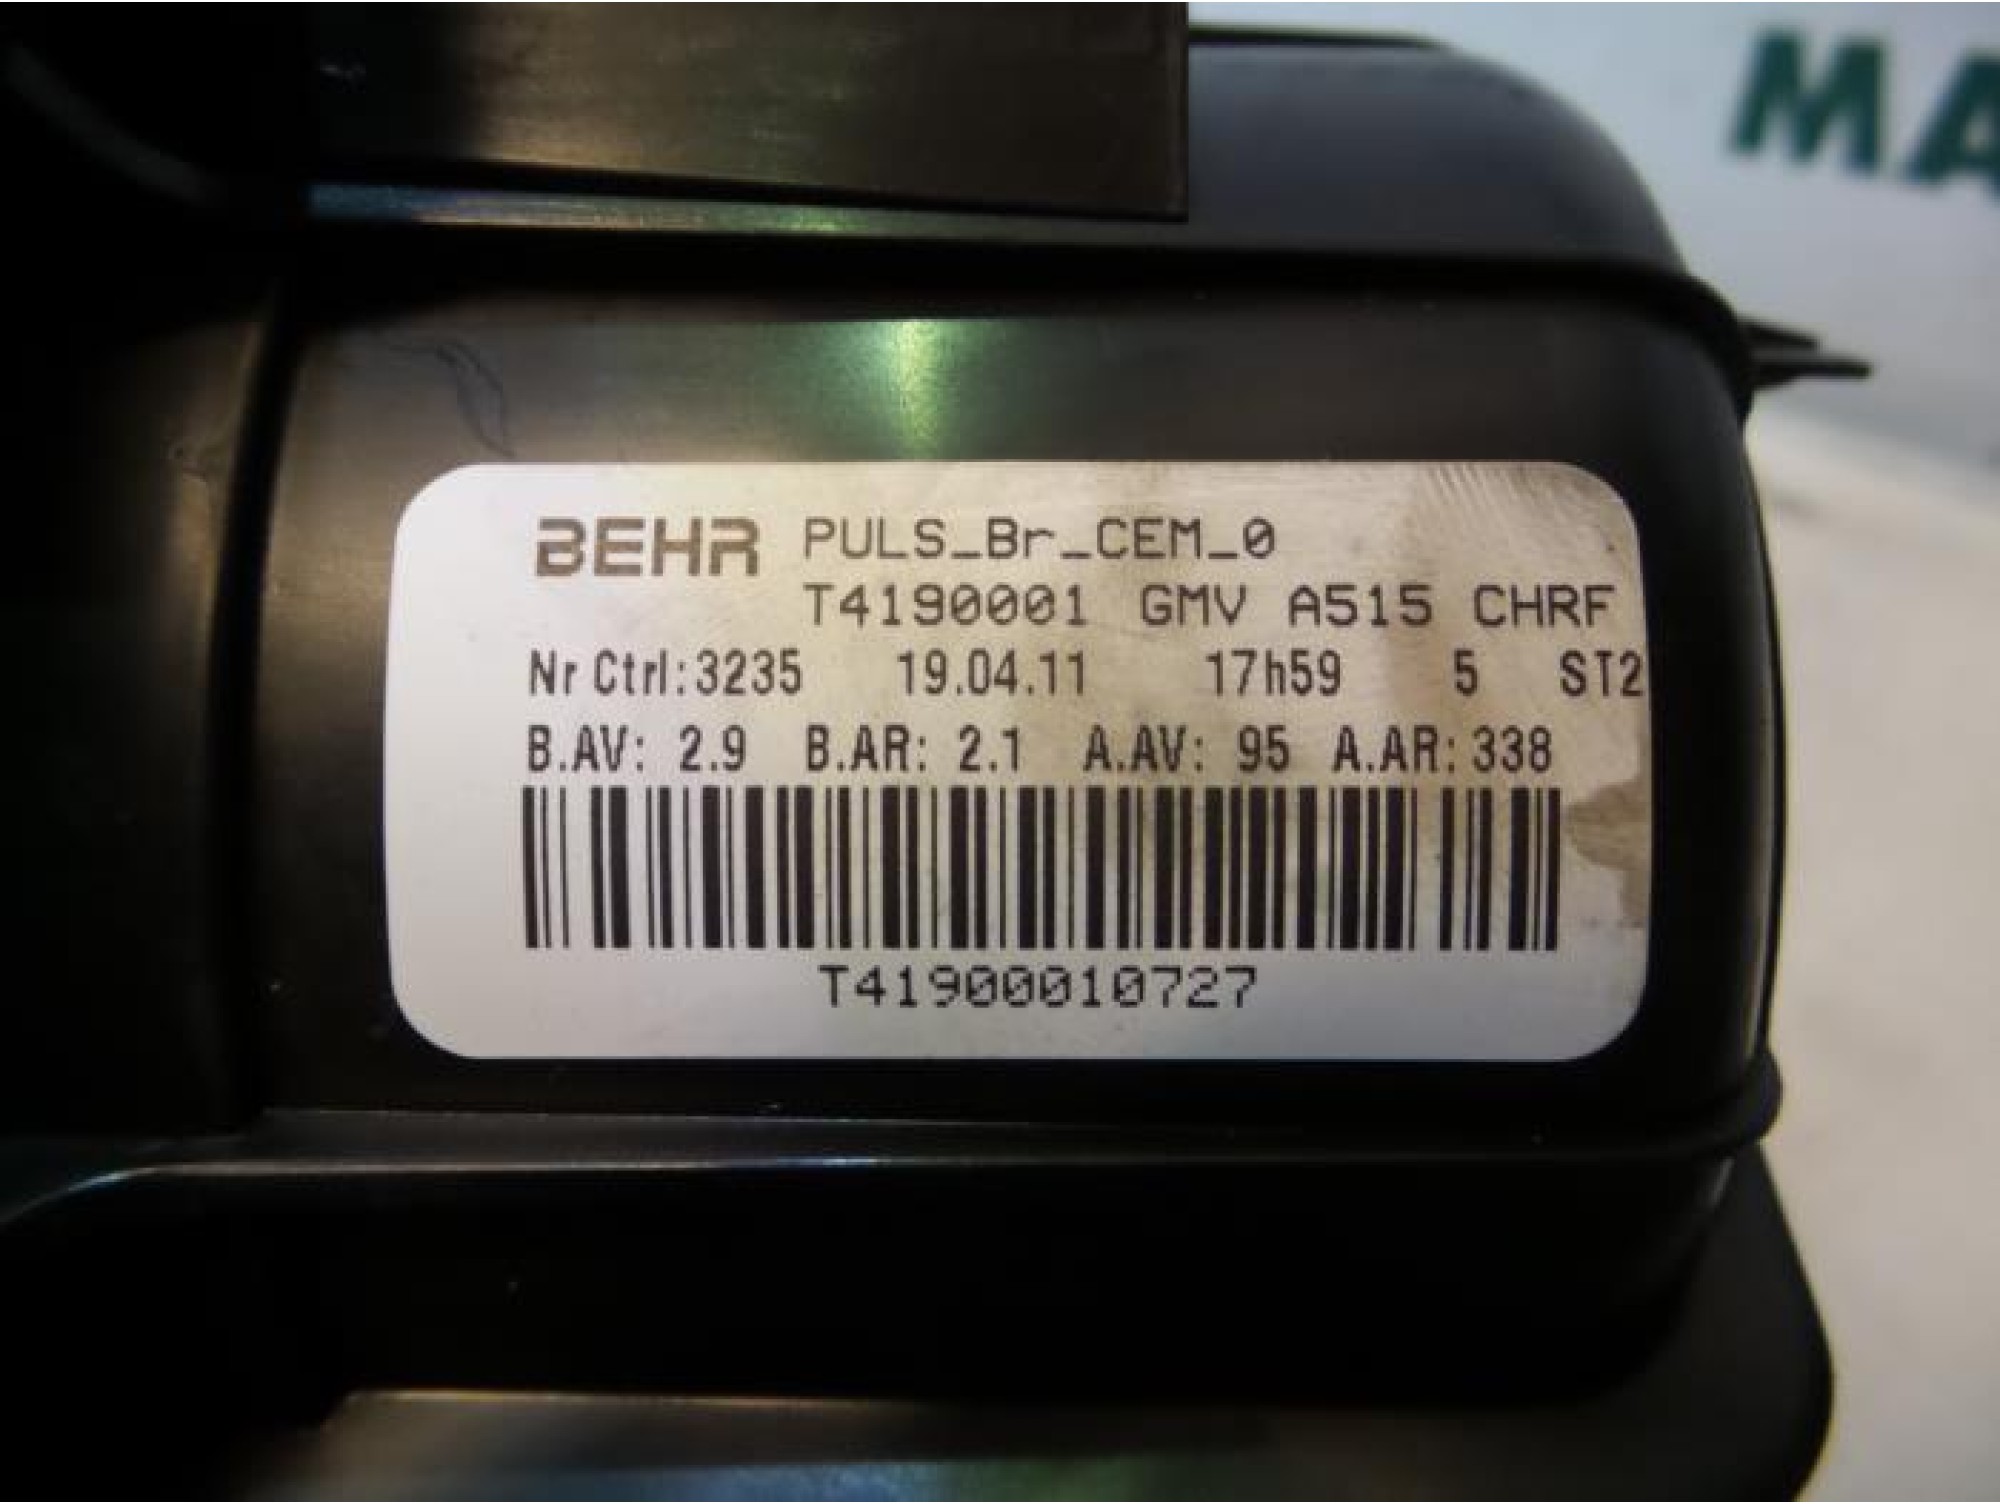 MA
BEHR PULS_Br_CEM_0
T4190001 GMV A515 CHRF
Nr Ctrl:3235 19.04.11 17h59 5 ST2
B.AV: 2.9 B.AR: 2.1 A.AV: 95 A.AR:338
T41900010727